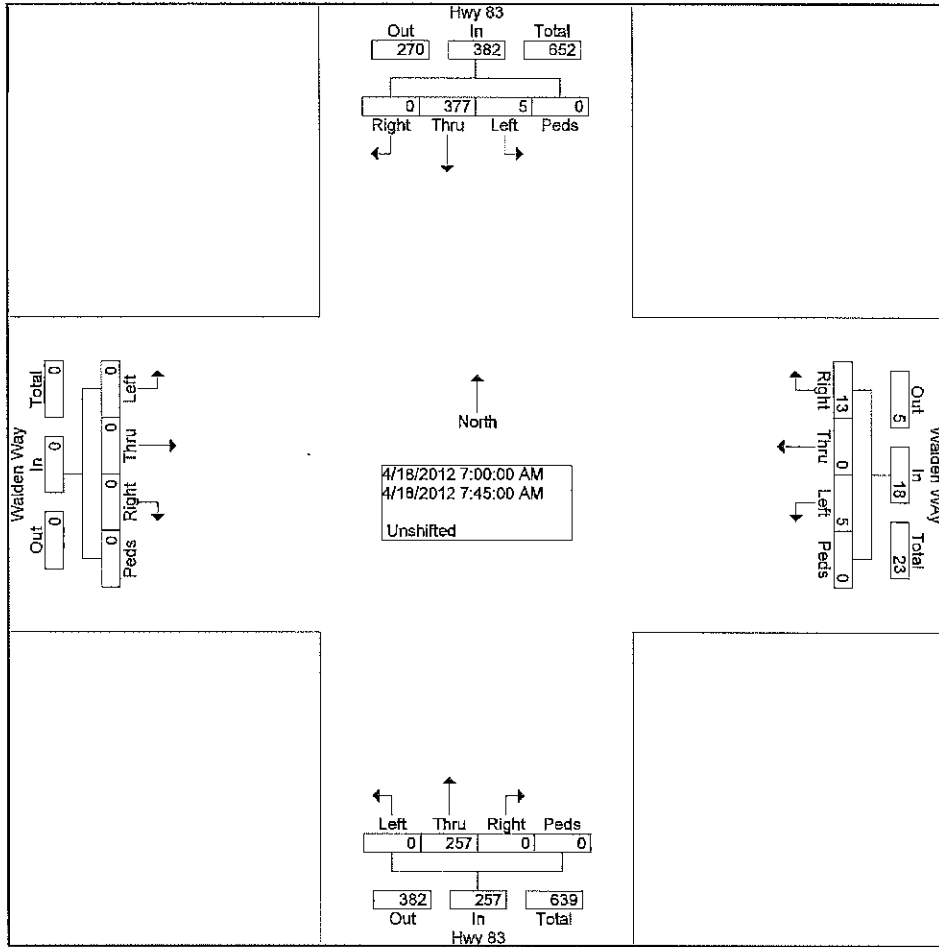 Hwy 83
Out In Total
270 382 652
0 377 5 0
Right Thru Left Peds
Total In Out
0 0 0
Walden Way
0 0 0 0
Left Thru Right Peds
North
4/18/2012 7:00:00 AM
4/18/2012 7:45:00 AM
Unshifted
Right Thru Left Peds
13 0 5 0
Out In Total
5 18 23
Walden WAy
Left Thru Right Peds
0 257 0 0
382 257 639
Out In Total
Hwy 83